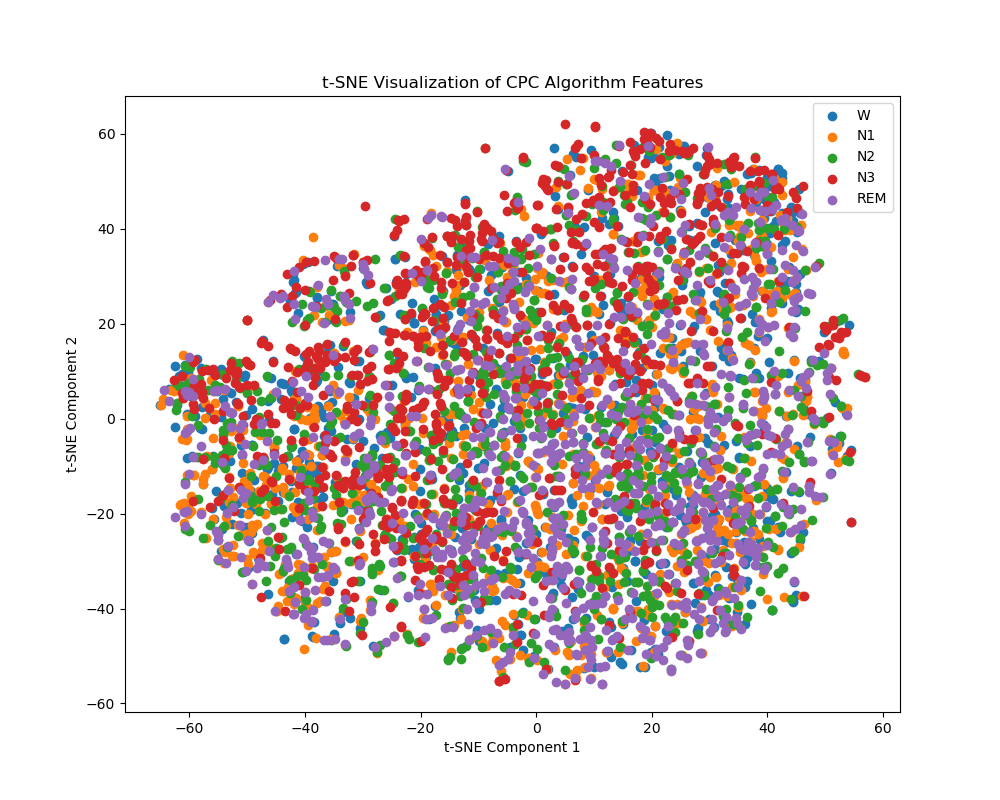 t-SNE Visualization of CPC Algorithm Features
W
N1
N2
N3
REM
60
40
20
0
−20
−40
−60
t-SNE Component 2
−60
−40
−20
0
20
40
60
t-SNE Component 1